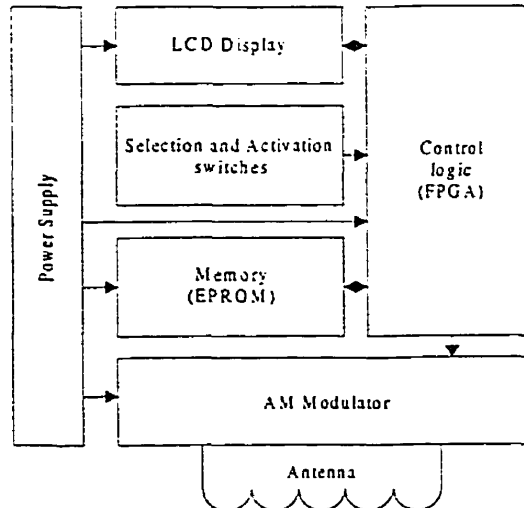 LCD Display
Selection and Activation
switches
Control
logic
(FPGA)
Power Supply
Memory
(EPROM)
AM Modulator
Antenna